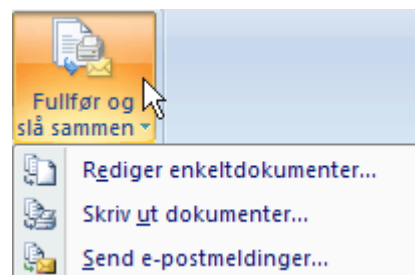 Fullfør og
slå sammen
Rediger enkeltdokumenter...
Skriv ut dokumenter...
Send e-postmeldinger...